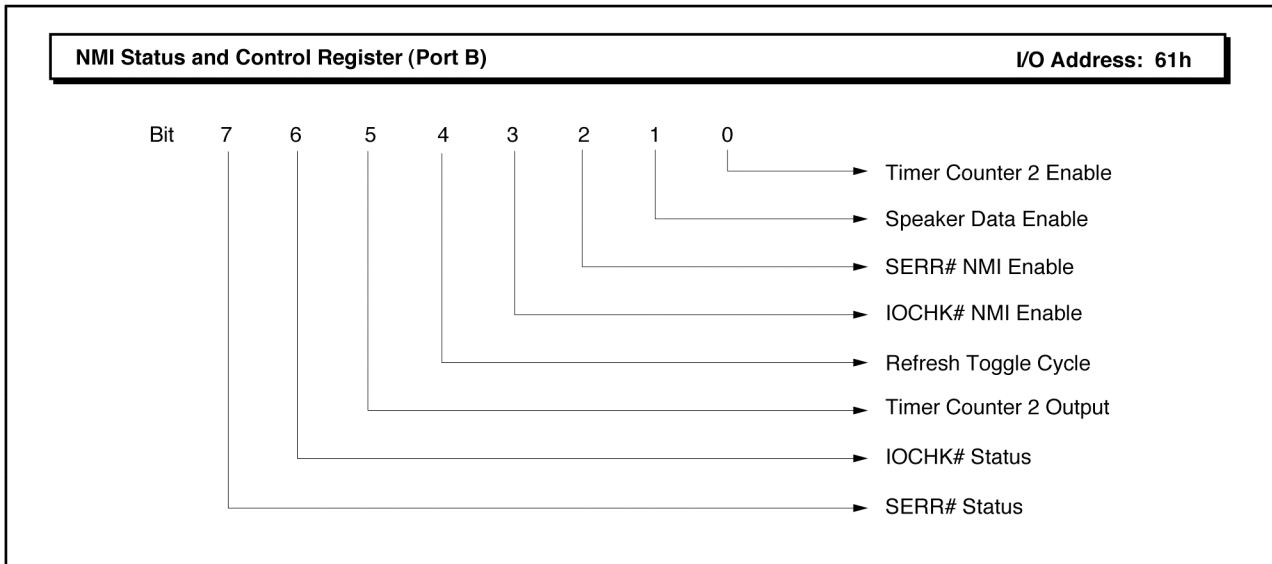 NMI Status and Control Register (Port B) I/O Address: 61h
Bit 7 6 5 4 3 2 1 0
Timer Counter 2 Enable
Speaker Data Enable
SERR# NMI Enable
IOCHK# NMI Enable
Refresh Toggle Cycle
Timer Counter 2 Output
IOCHK# Status
SERR# Status